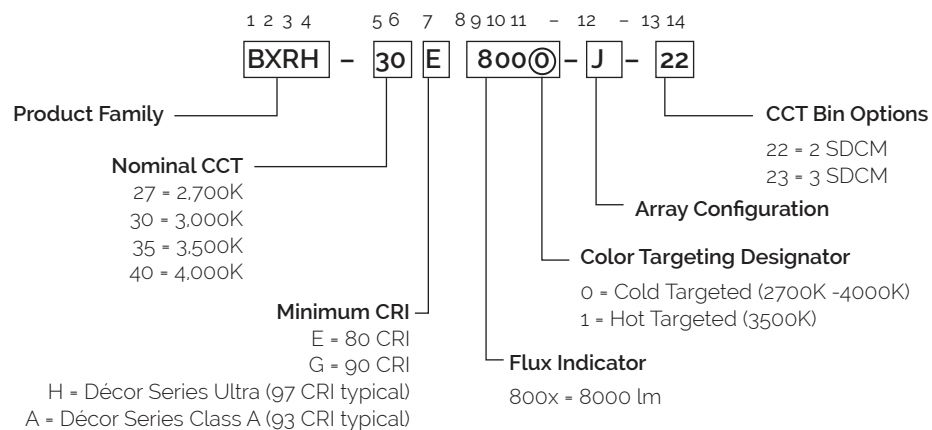 1 2 3 4 5 6 7 8 9 10 11 - 12 - 13 14
BXRH - 30 E 8000 - J - 22
Product Family
CCT Bin Options
22 = 2 SDCM
23 = 3 SDCM
Nominal CCT
27 = 2,700K
30 = 3,000K
35 = 3,500K
40 = 4,000K
Array Configuration
Color Targeting Designator
0 = Cold Targeted (2700K -4000K)
1 = Hot Targeted (3500K)
Minimum CRI
E = 80 CRI
G = 90 CRI
H = Décor Series Ultra (97 CRI typical)
A = Décor Series Class A (93 CRI typical)
Flux Indicator
800x = 8000 lm